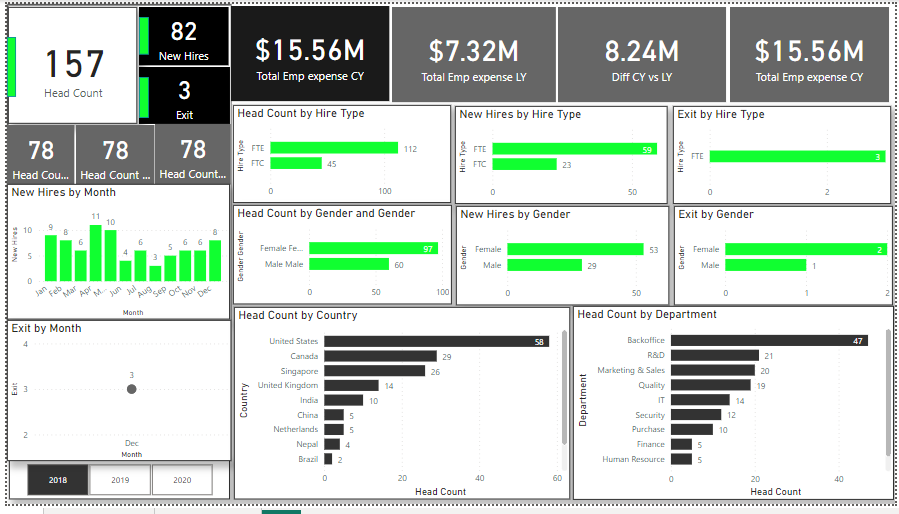 157
Head Count
82
New Hires
3
Exit
$15.56M
Total Emp expense CY
$7.32M
Total Emp expense LY
8.24M
Diff CY vs LY
$15.56M
Total Emp expense CY
78
Head Cou...
78
Head Count ...
78
Head Count...
Head Count by Hire Type
Hire Type
FTE
112
FTC
45
0
100
New Hires by Hire Type
Hire Type
FTE
59
FTC
23
0
50
Exit by Hire Type
Hire Type
FTE
3
0
2
New Hires by Month
New Hires
10
5
0
9
8
6
11
10
4
6
3
5
6
6
8
Jan
Feb
Mar
Apr
M...
Jun
Jul
Aug
Sep
Oct
Nov
Dec
Month
Head Count by Gender and Gender
Gender Gender
Female Fe...
97
Male Male
60
0
50
100
New Hires by Gender
Gender
Female
53
Male
29
0
50
Exit by Gender
Gender
Female
2
Male
1
0
1
2
Exit by Month
Exit
4
3
2
3
Dec
Month
2018
2019
2020
Head Count by Country
Country
United States
58
Canada
29
Singapore
26
United Kingdom
14
India
10
China
5
Netherlands
5
Nepal
4
Brazil
2
0
20
40
60
Head Count
Head Count by Department
Department
Backoffice
47
R&D
21
Marketing & Sales
20
Quality
19
IT
14
Security
12
Purchase
10
Finance
5
Human Resource
5
0
20
40
Head Count